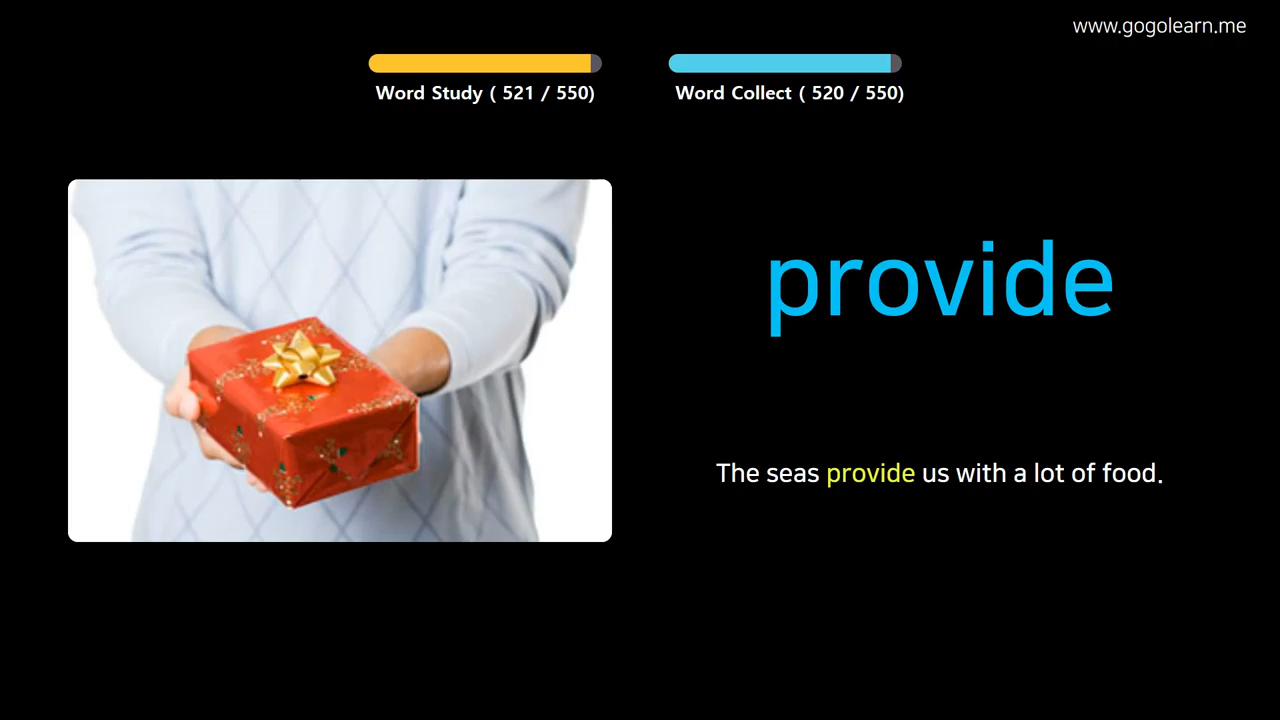 www.gogolearn.me
Word Study ( 521 / 550)
Word Collect ( 520 / 550)
provide
The seas provide us with a lot of food.